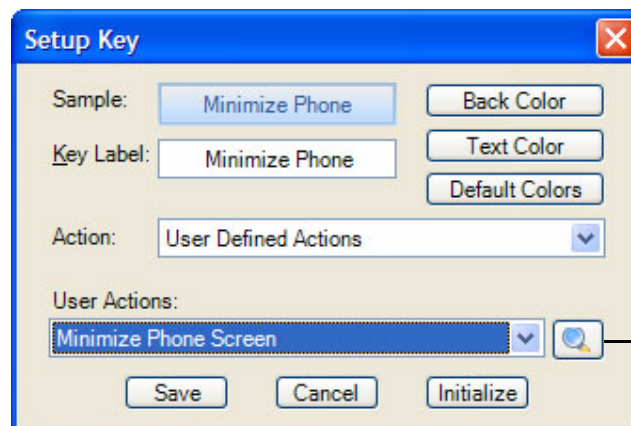 Setup Key
Sample: Minimize Phone Back Color
Key Label: Minimize Phone Text Color
Default Colors
Action: User Defined Actions
User Actions:
Minimize Phone Screen
Save Cancel Initialize